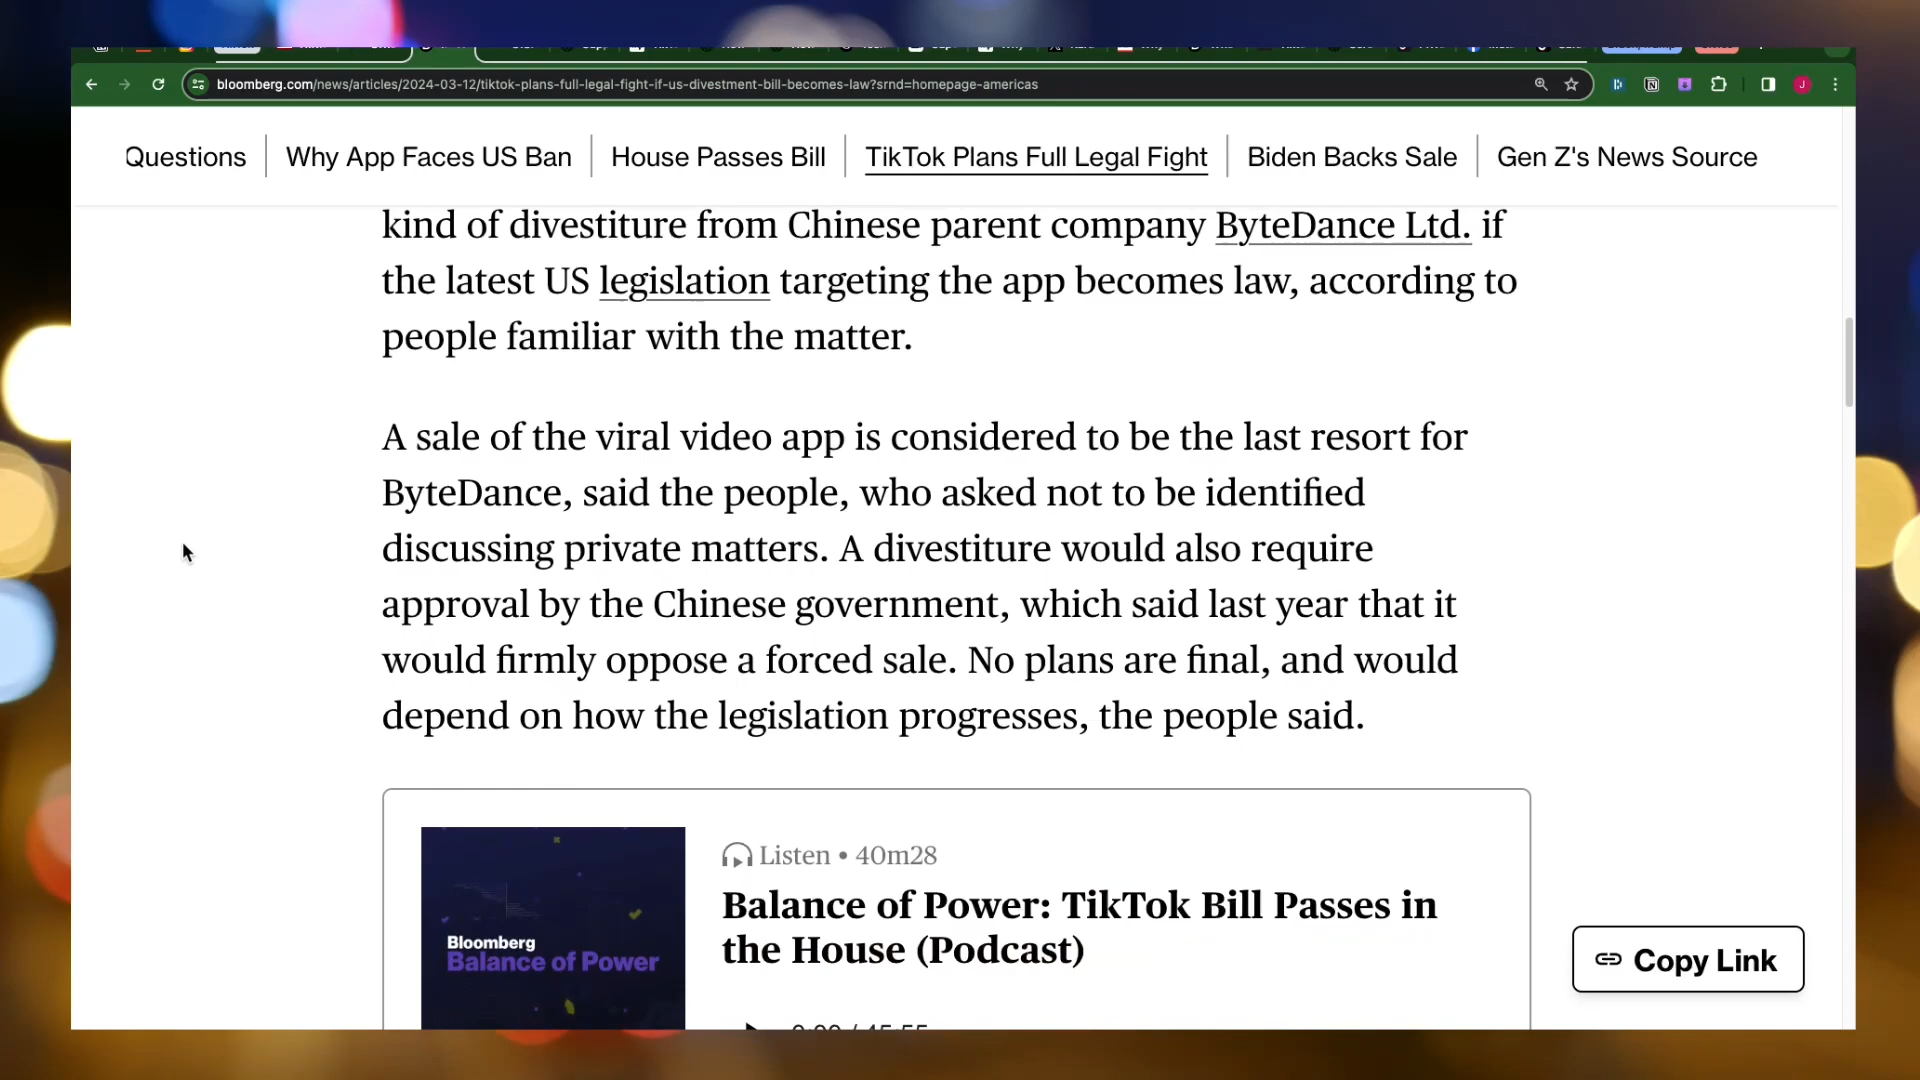 bloomberg.com/news/articles/2024-03-12/tiktok-plans-full-legal-fight-if-us-divestment-bill-becomes-law?srnd=homepage-americas
J
Questions
Why App Faces US Ban
House Passes Bill
TikTok Plans Full Legal Fight
Biden Backs Sale
Gen Z's News Source
kind of divestiture from Chinese parent company ByteDance Ltd. if
the latest US legislation targeting the app becomes law, according to
people familiar with the matter.
A sale of the viral video app is considered to be the last resort for
ByteDance, said the people, who asked not to be identified
discussing private matters. A divestiture would also require
approval by the Chinese government, which said last year that it
would firmly oppose a forced sale. No plans are final, and would
depend on how the legislation progresses, the people said.
Listen • 40m28
Balance of Power: TikTok Bill Passes in
the House (Podcast)
Bloomberg
Balance of Power
Copy Link